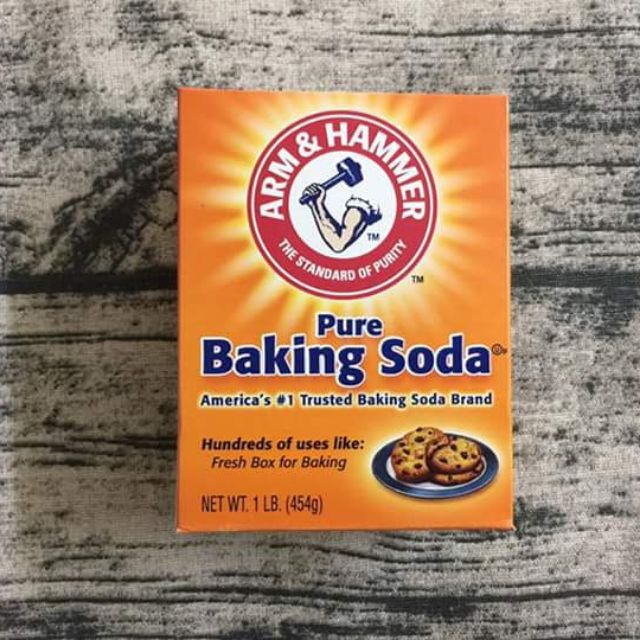 ARM & HAMMER
TM
THE STANDARD OF PURITY
TM
Pure
Baking Soda
America's #1 Trusted Baking Soda Brand
Hundreds of uses like:
Fresh Box for Baking
NET WT. 1 LB. (454g)